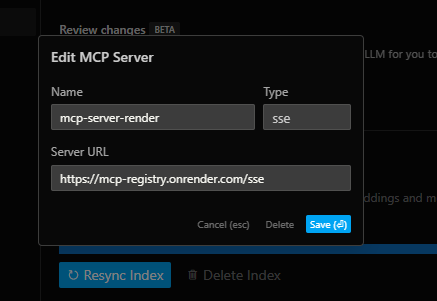 Review changes BETA
Edit MCP Server
LLM for you to
Name Type
mcp-server-render sse
Server URL
https://mcp-registry.onrender.com/sse
ddings and m
Cancel (esc) Delete Save (⏎)
Resync Index Delete Index